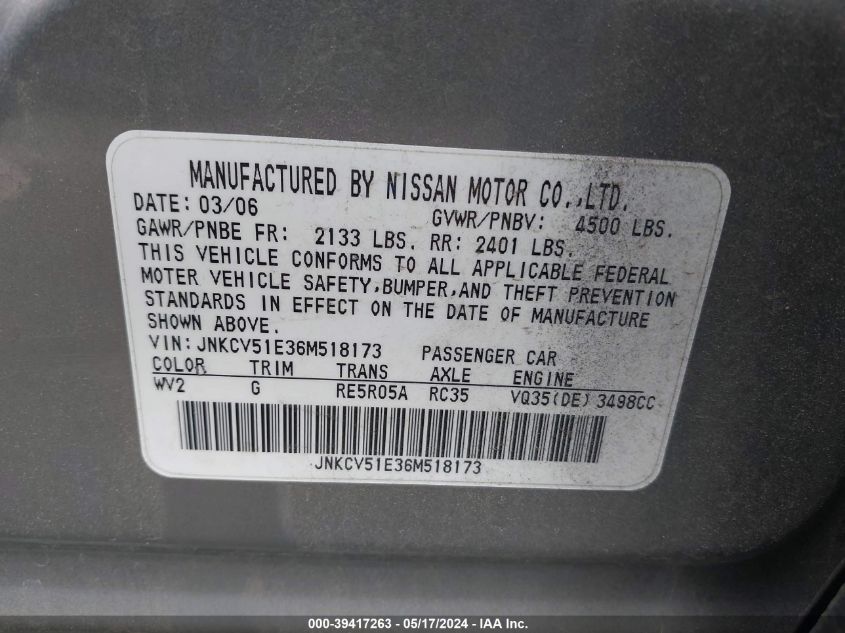 MANUFACTURED BY NISSAN MOTOR CO.,LTD.
DATE: 03/06 GVWR/PNBV: 4500 LBS.
GAWR/PNBE FR: 2133 LBS. RR: 2401 LBS.
THIS VEHICLE CONFORMS TO ALL APPLICABLE FEDERAL
MOTER VEHICLE SAFETY,BUMPER,AND THEFT PREVENTION
STANDARDS IN EFFECT ON THE DATE OF MANUFACTURE
SHOWN ABOVE.
VIN: JNKCV51E36M518173 PASSENGER CAR
COLOR TRIM TRANS AXLE ENGINE
WV2 G RE5R05A RC35 VQ35(DE) 3498CC
JNKCV51E36M518173
000-39417263 - 05/17/2024 - IAA Inc.